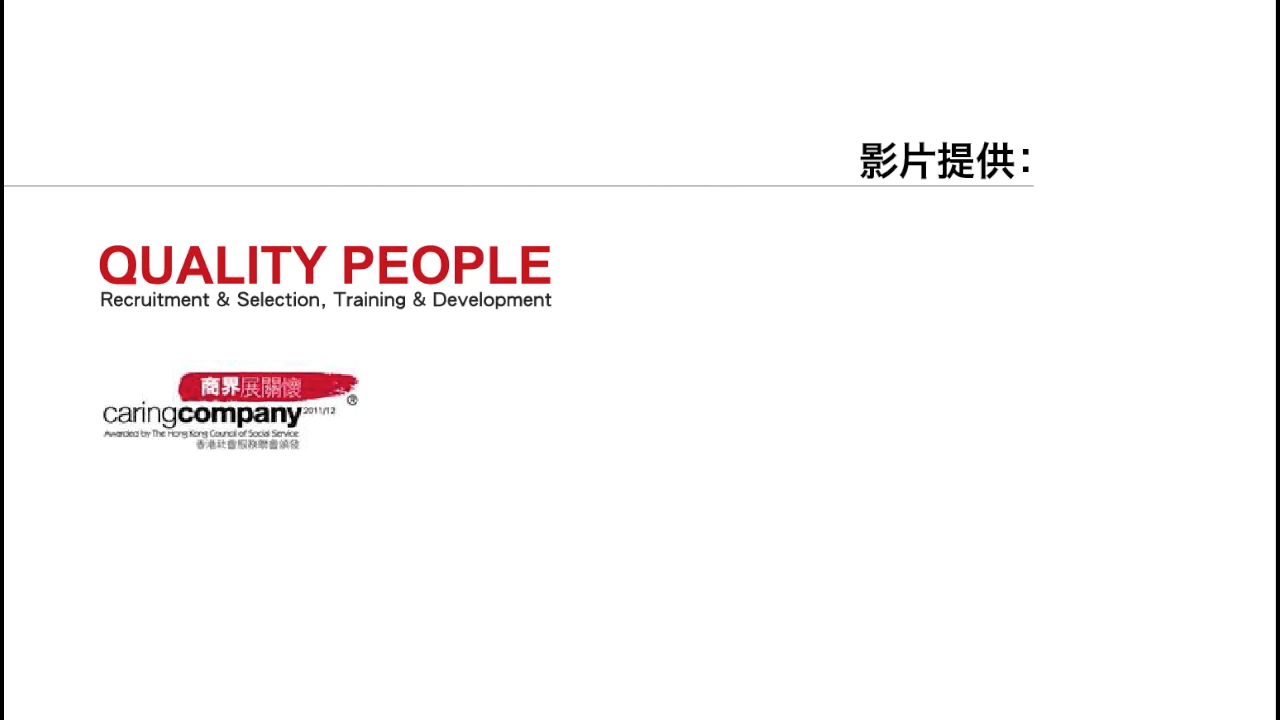 影片提供：
QUALITY PEOPLE
Recruitment & Selection, Training & Development
商界展關懷
caringcompany 2011/12 ®
Awarded by The Hong Kong Council of Social Service
香港社會服務聯會頒發